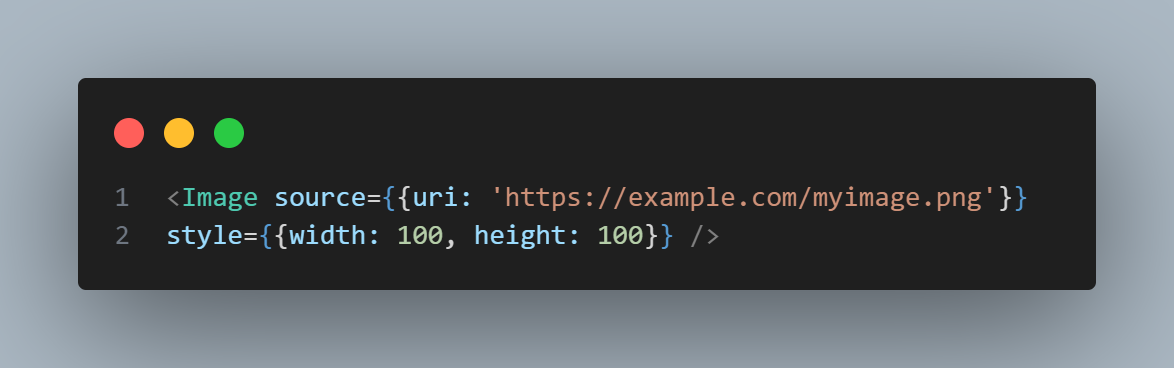 1 <Image source={{uri: 'https://example.com/myimage.png'}}
2 style={{width: 100, height: 100}} />